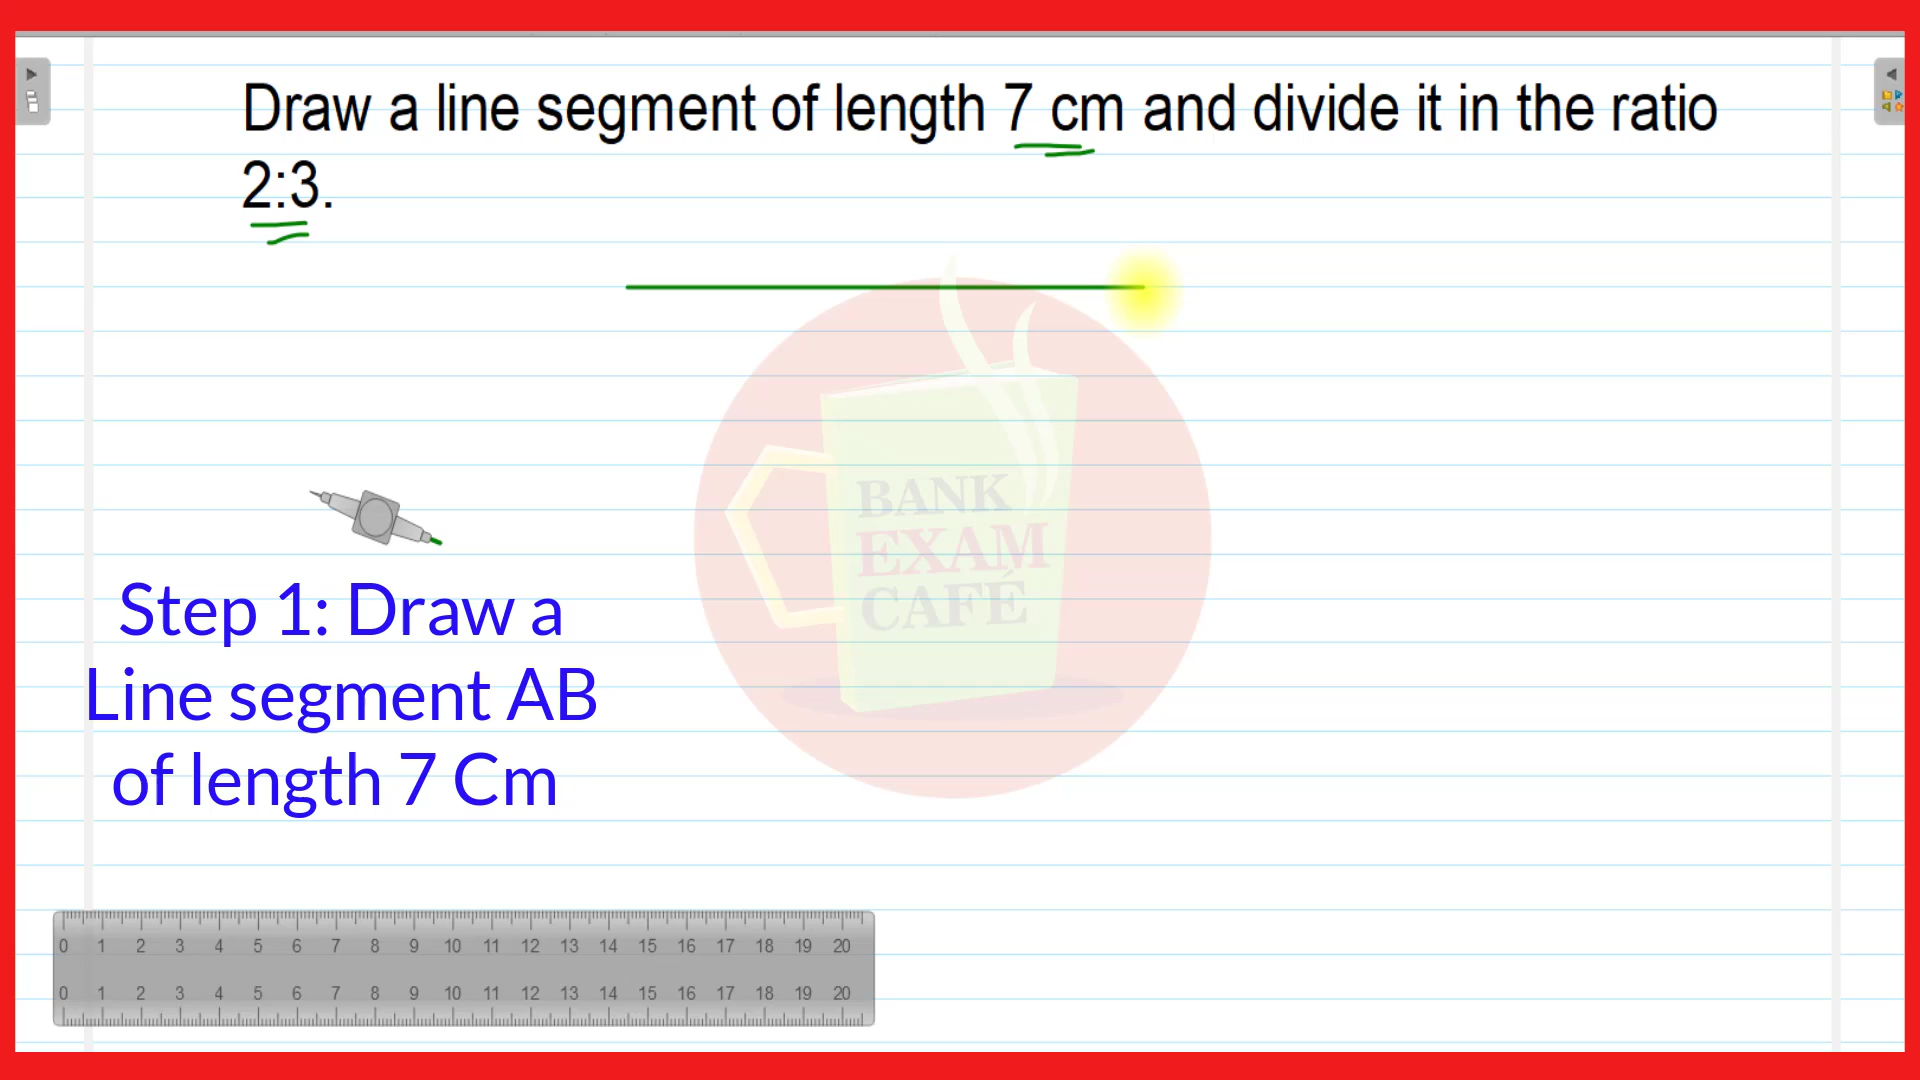 Draw a line segment of length 7 cm and divide it in the ratio
2:3.
BANK
EXAM
CAFÉ
Step 1: Draw a
Line segment AB
of length 7 Cm
0 1 2 3 4 5 6 7 8 9 10 11 12 13 14 15 16 17 18 19 20
0 1 2 3 4 5 6 7 8 9 10 11 12 13 14 15 16 17 18 19 20